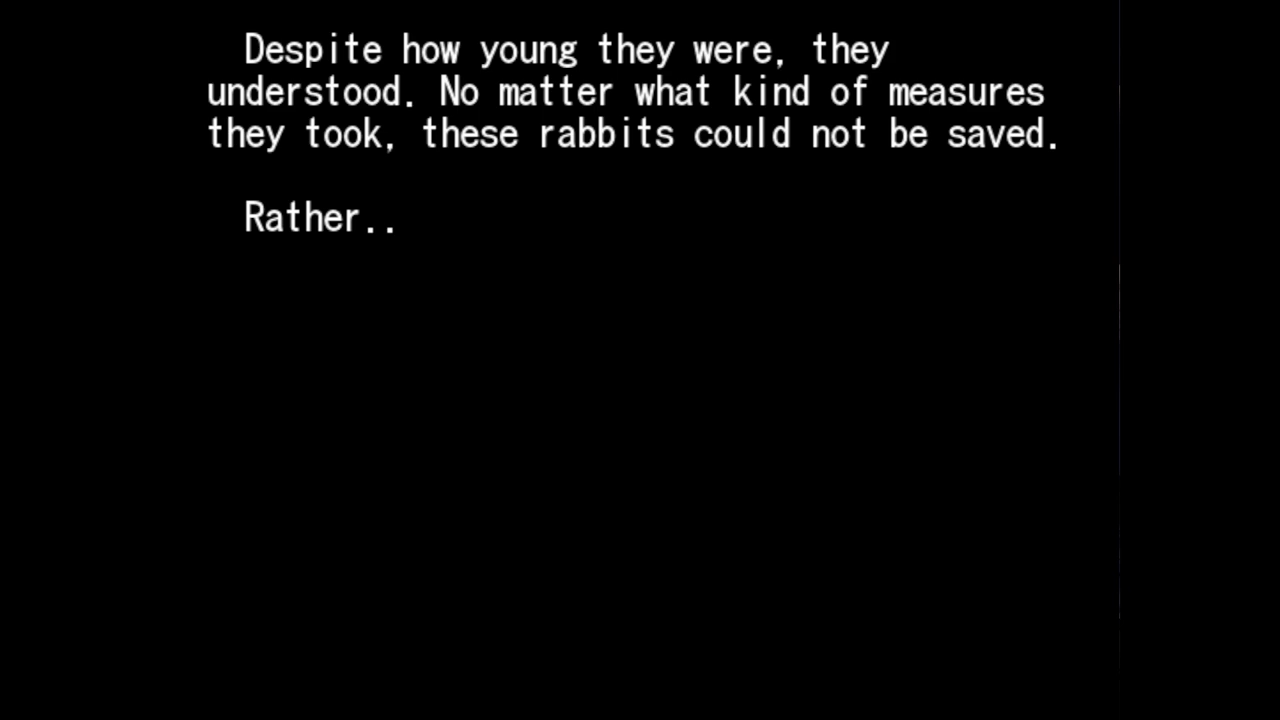 Despite how young they were, they
understood. No matter what kind of measures
they took, these rabbits could not be saved.
Rather..